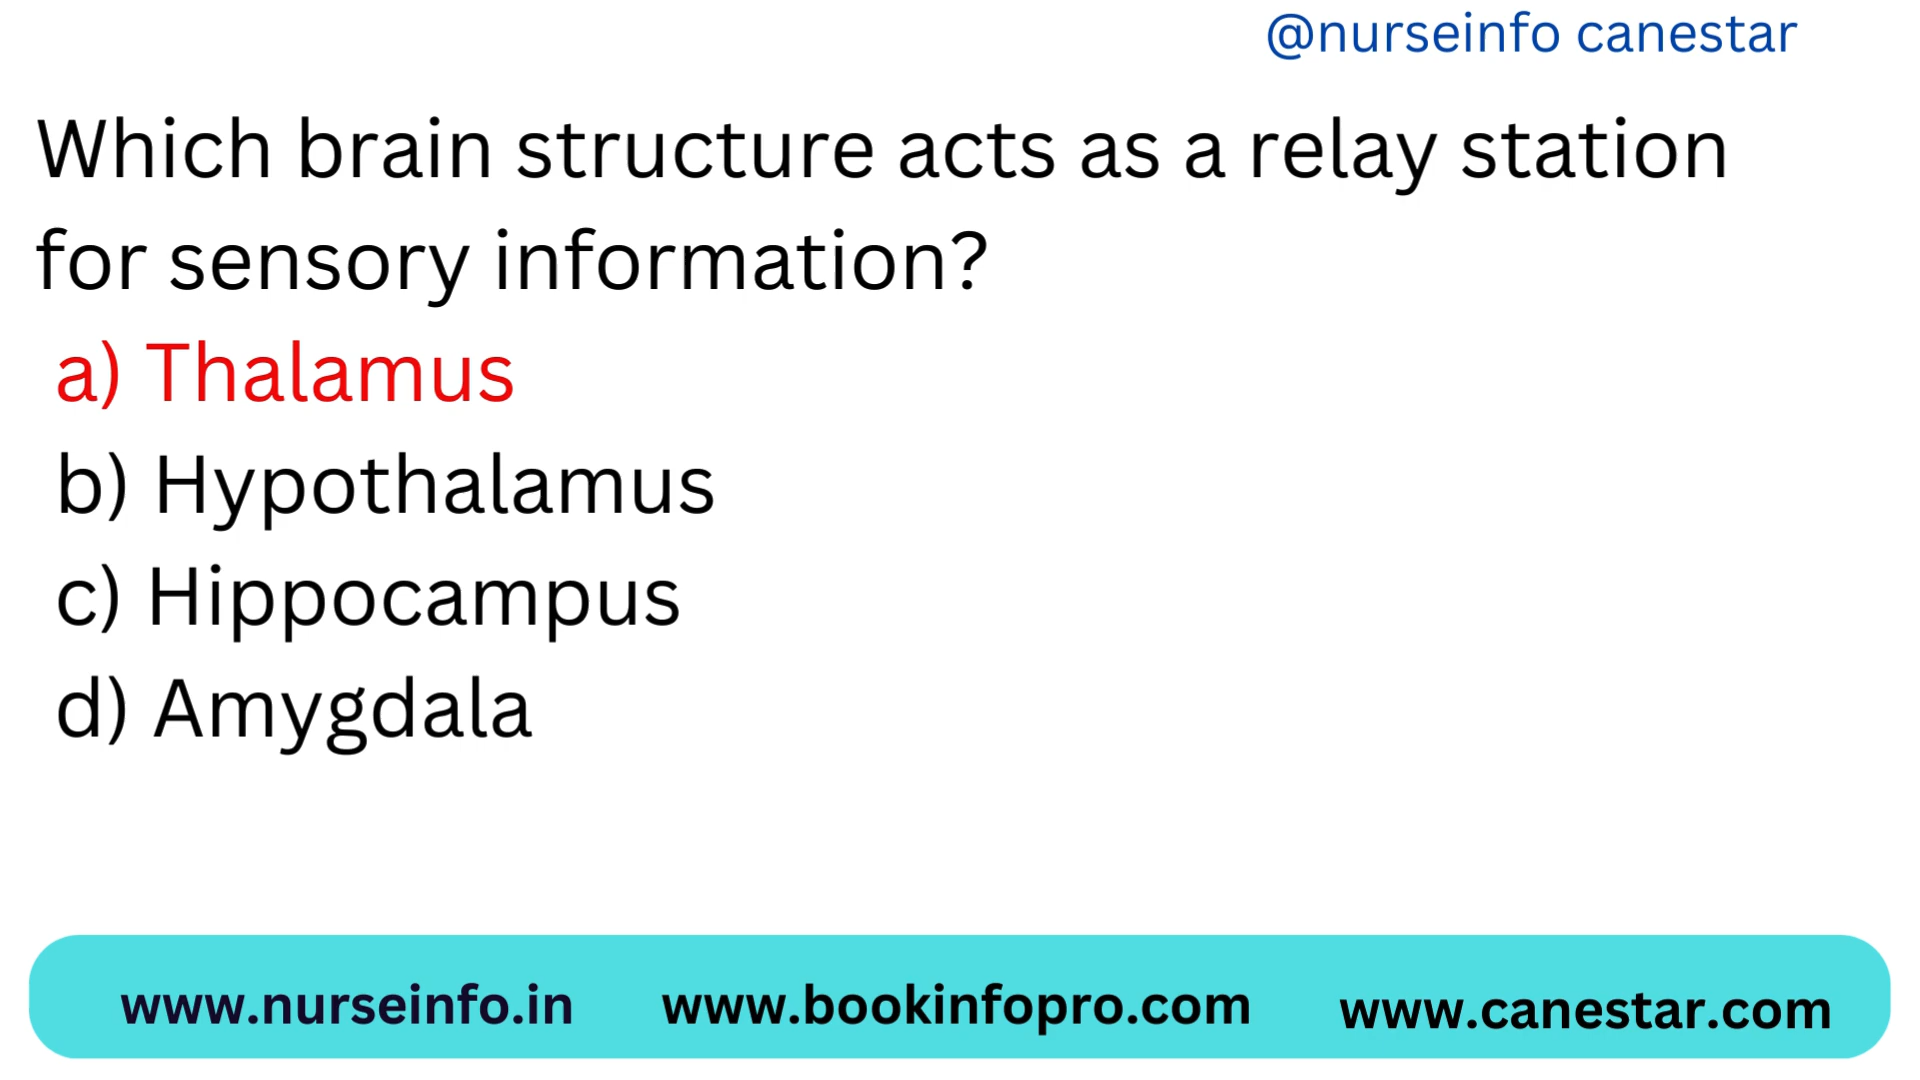 @nurseinfo canestar
Which brain structure acts as a relay station
for sensory information?
a) Thalamus
b) Hypothalamus
c) Hippocampus
d) Amygdala
www.nurseinfo.in www.bookinfopro.com www.canestar.com